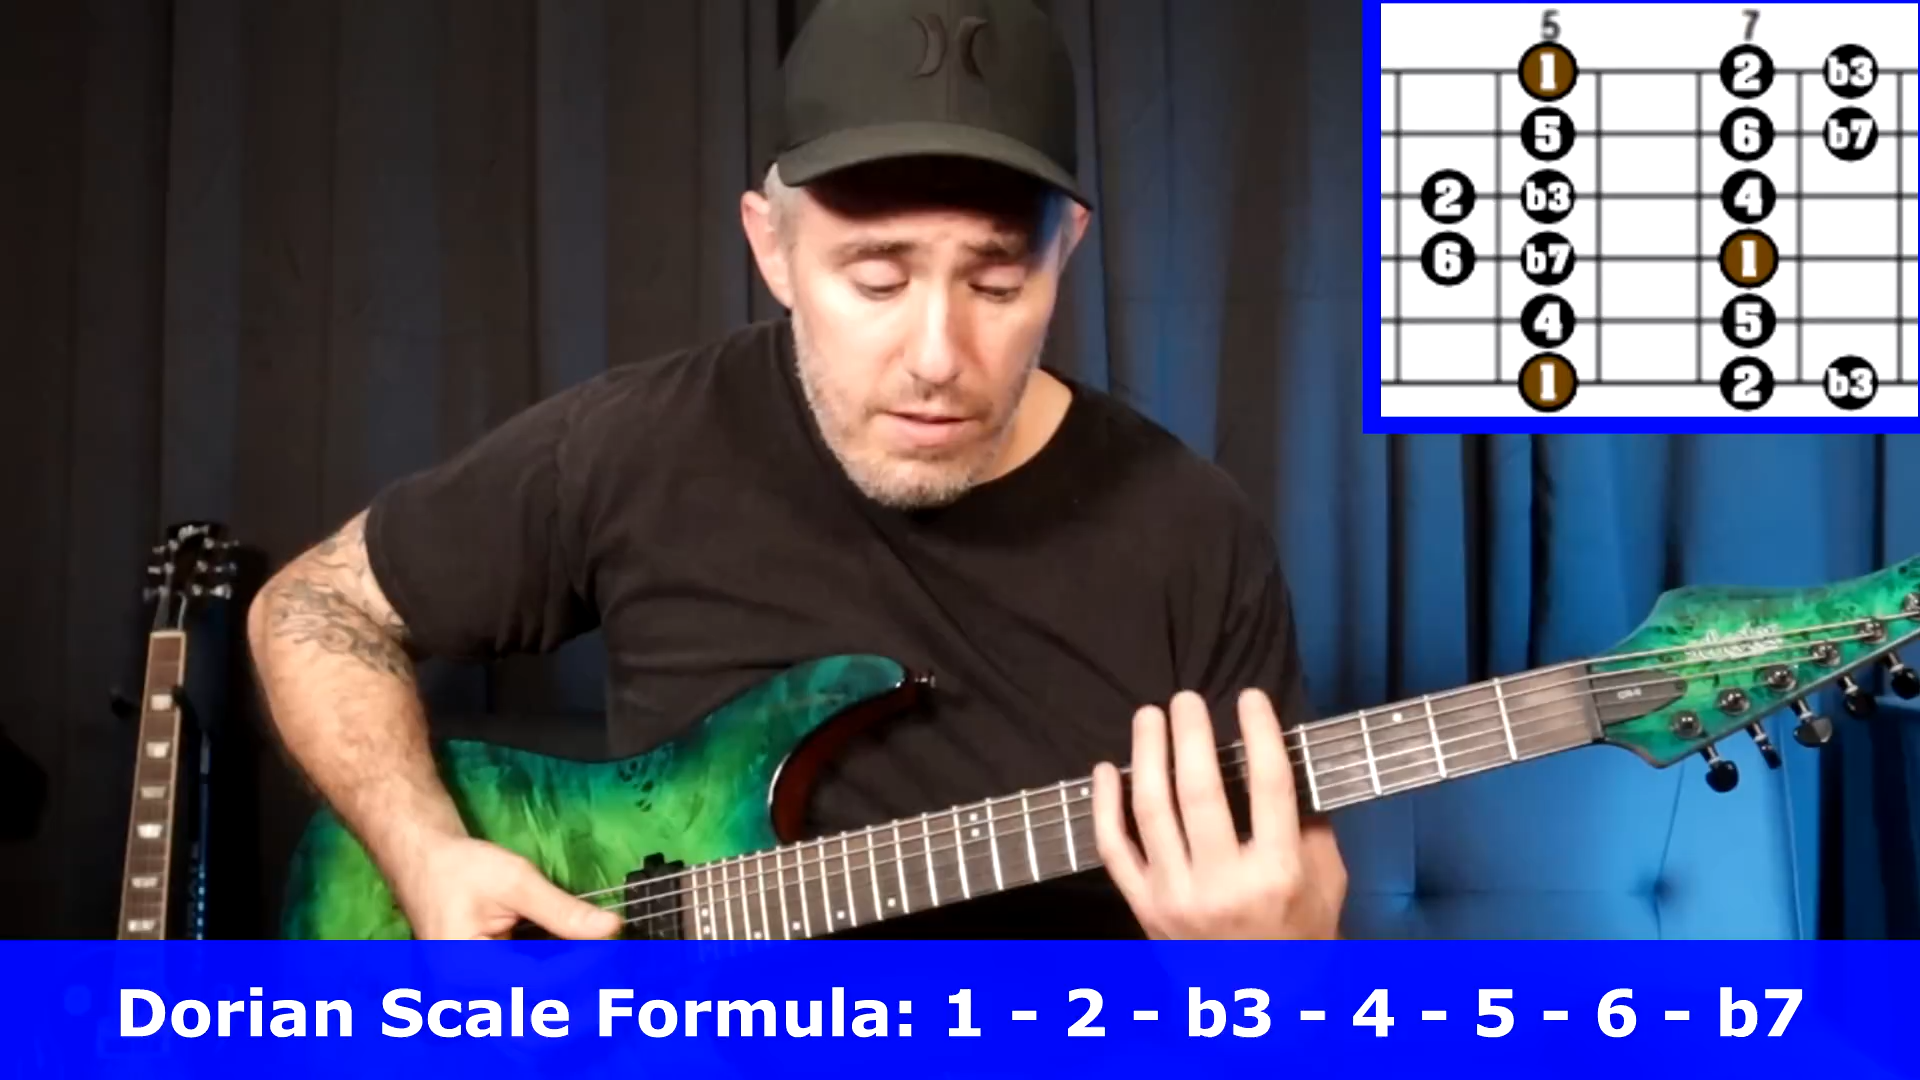 5 7
1 2 b3
5 6 b7
2 b3 4
6 b7 1
4 5
1 2 b3
Dorian Scale Formula: 1 - 2 - b3 - 4 - 5 - 6 - b7